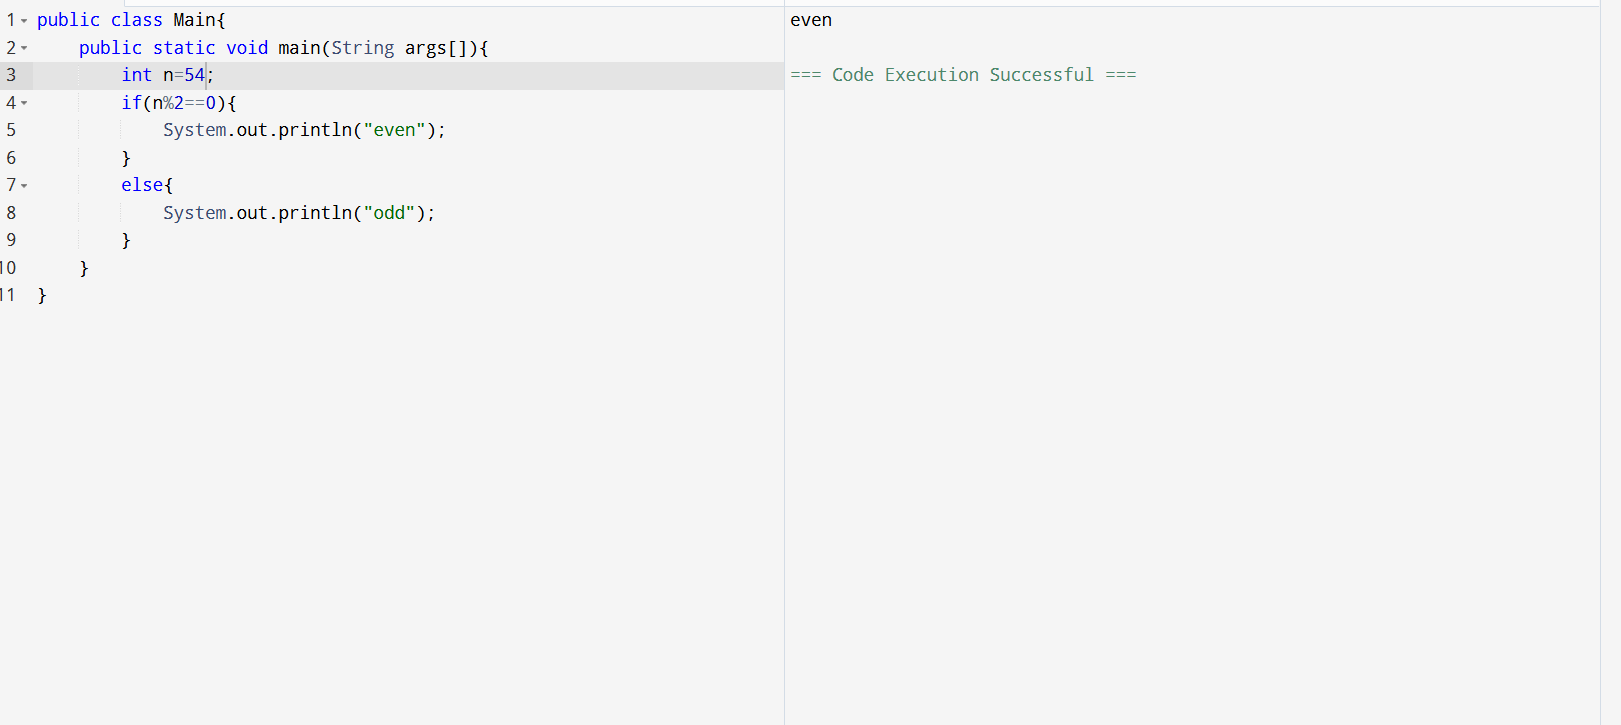 1 public class Main{
2     public static void main(String args[]){
3         int n=54;
4         if(n%2==0){
5             System.out.println("even");
6         }
7         else{
8             System.out.println("odd");
9         }
10     }
11 }
even
=== Code Execution Successful ===